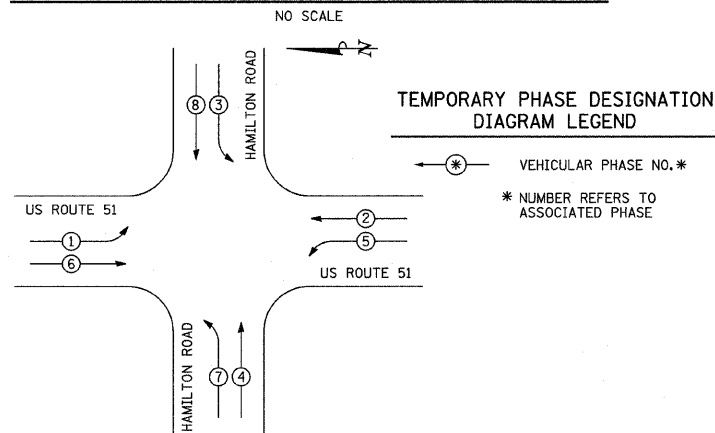 NO SCALE
N
HAMILTON ROAD
8 3
TEMPORARY PHASE DESIGNATION
DIAGRAM LEGEND
* VEHICULAR PHASE NO.*
* NUMBER REFERS TO
ASSOCIATED PHASE
US ROUTE 51
2
1
5
6
US ROUTE 51
HAMILTON ROAD
7 4